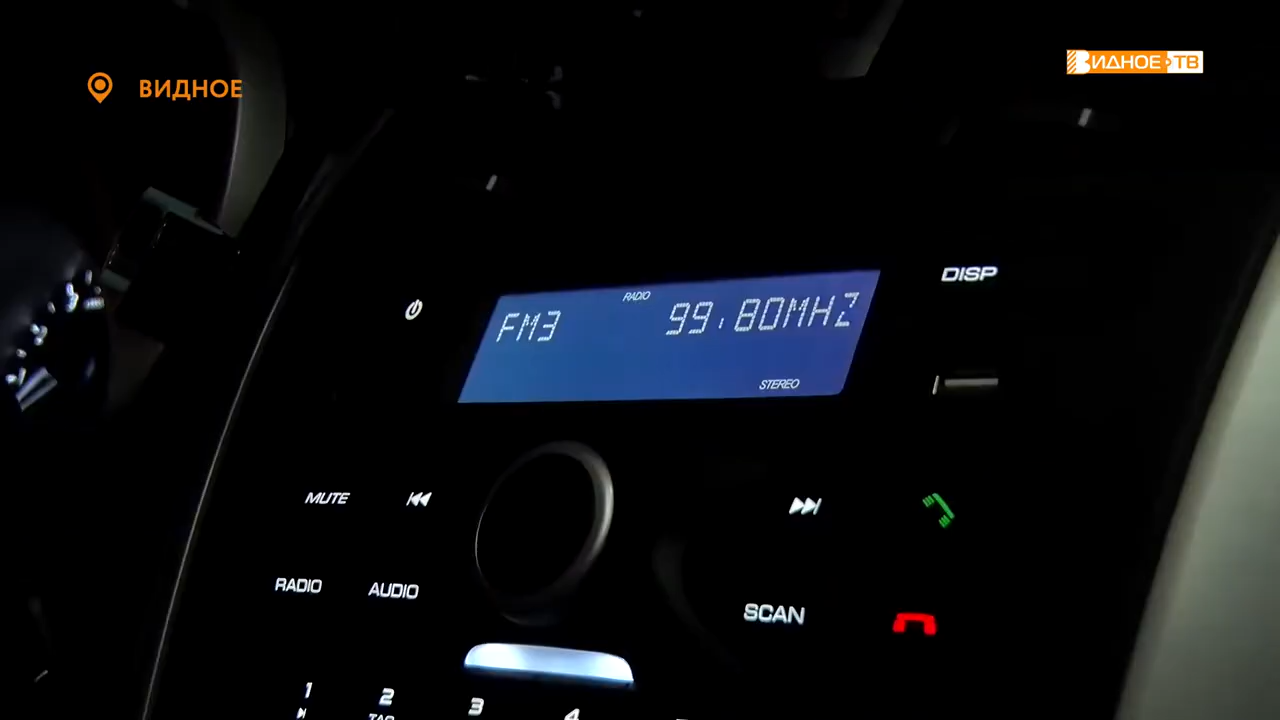 ВИДНОЕ
ВИДНОЕ ТВ
DISP
RADIO
FM3 99.80MHZ
STEREO
MUTE
RADIO AUDIO
SCAN
1 2 3 4